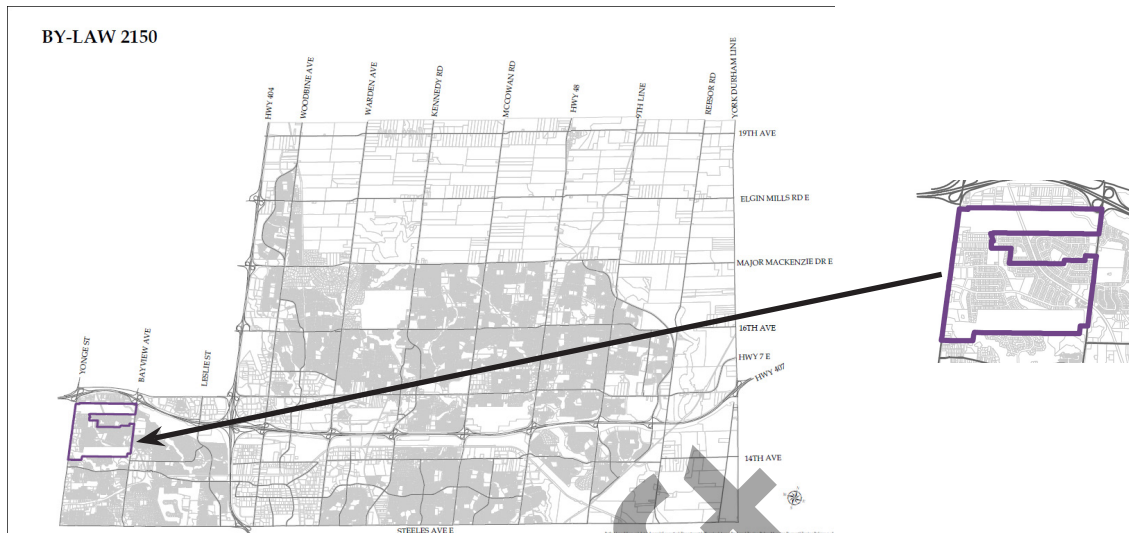 BY-LAW 2150
HWY 404
WOODBINE AVE
WARDEN AVE
KENNEDY RD
MCCOWAN RD
HWY 48
9TH LINE
REESOR RD
YORK DURHAM LINE
19TH AVE
ELGIN MILLS RD E
MAJOR MACKENZIE DR E
16TH AVE
HWY 7 E
HWY 407
YONGE ST
BAYVIEW AVE
LESLIE ST
14TH AVE
STEELES AVE E